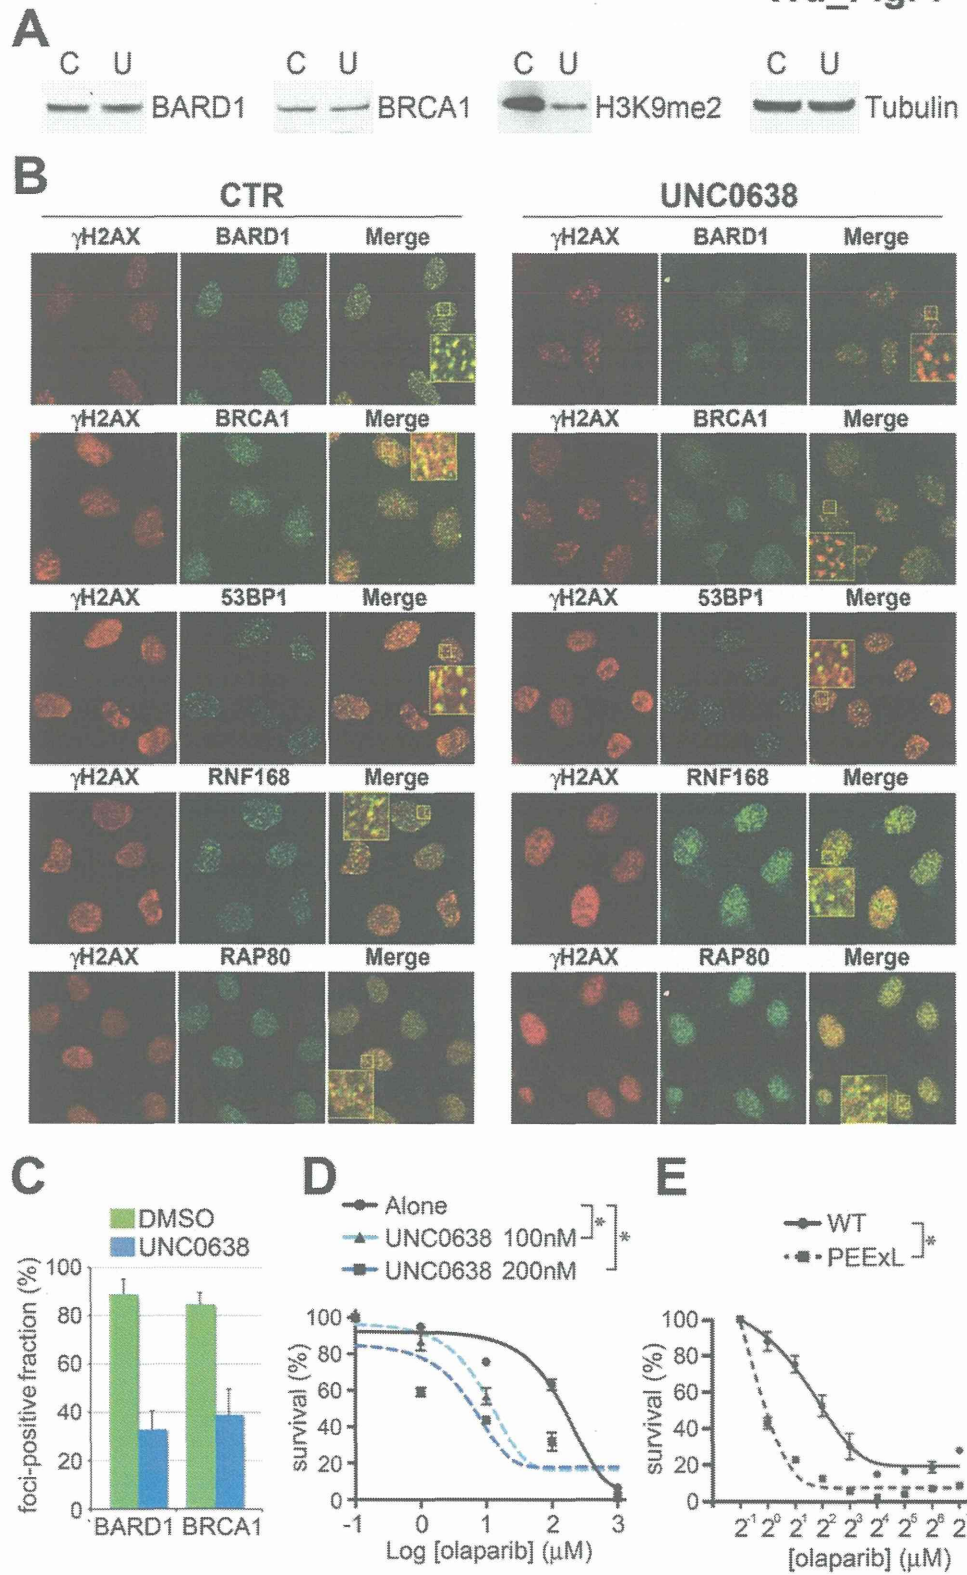 A
C U BARD1 C U BRCA1 C U H3K9me2 C U Tubulin
B
CTR UNC0638
γH2AX BARD1 Merge γH2AX BARD1 Merge
γH2AX BRCA1 Merge γH2AX BRCA1 Merge
γH2AX 53BP1 Merge γH2AX 53BP1 Merge
γH2AX RNF168 Merge γH2AX RNF168 Merge
γH2AX RAP80 Merge γH2AX RAP80 Merge
C
DMSO
UNC0638
foci-positive fraction (%)
100
80
60
40
20
0
BARD1 BRCA1
D
Alone
UNC0638 100nM
UNC0638 200nM
*
*
survival (%)
100
80
60
40
20
0
-1 0 1 2 3
Log [olaparib] (μM)
E
WT
PEExL
*
survival (%)
100
80
60
40
20
0
2-1 20 21 22 23 24 25 26
[olaparib] (μM)